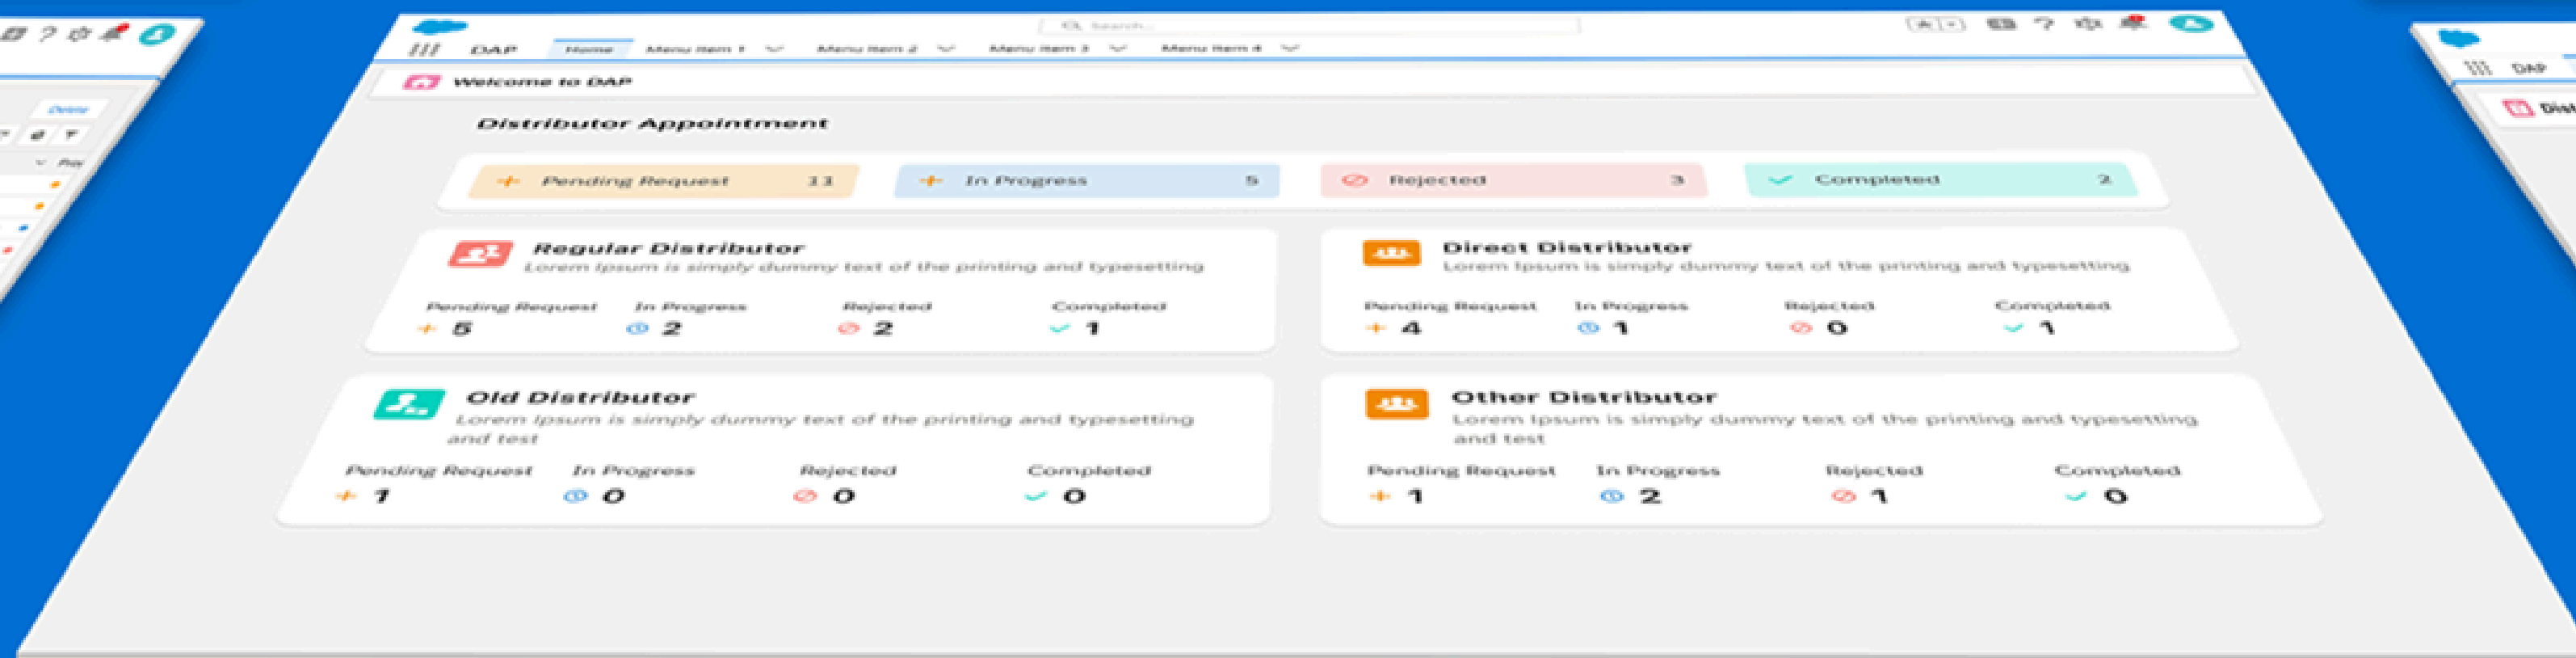 Search...
DAP Home Menu Item 1 Menu Item 2 Menu Item 3 Menu Item 4
Welcome to DAP
Delete
DAP
Distributor Appointment
Pending Request 11 In Progress 5 Rejected 3 Completed 2
Regular Distributor
Lorem Ipsum is simply dummy text of the printing and typesetting
Pending Request In Progress Rejected Completed
5 2 2 1
Direct Distributor
Lorem Ipsum is simply dummy text of the printing and typesetting
Pending Request In Progress Rejected Completed
4 1 0 1
Old Distributor
Lorem Ipsum is simply dummy text of the printing and typesetting
and test
Pending Request In Progress Rejected Completed
1 0 0 0
Other Distributor
Lorem Ipsum is simply dummy text of the printing and typesetting
and test
Pending Request In Progress Rejected Completed
1 2 1 0